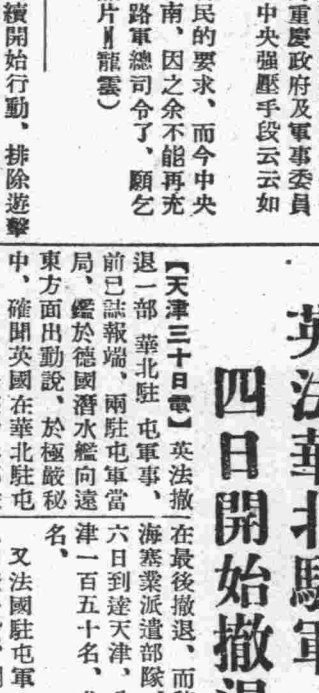 重慶政府及軍事委員
中央强壓手段云云如
民的要求、而今中央
南、因之余不能再充
路軍總司令了、願乞
片〃龍雲）
續開始行動、排除遊擊
英法華北駐軍
四日開始撤退
【天津三十日電】英法撤
退一部 華北駐 屯軍事、
前已誌報端、兩駐屯軍當
局、鑑於德國潛水艦向遠
東方面出動說、於極嚴秘
中、確聞英國在華北駐屯
在最後撤退、而
海塞業派遣部隊
六日到達天津、
津一百五十名、
名、
又法國駐屯軍